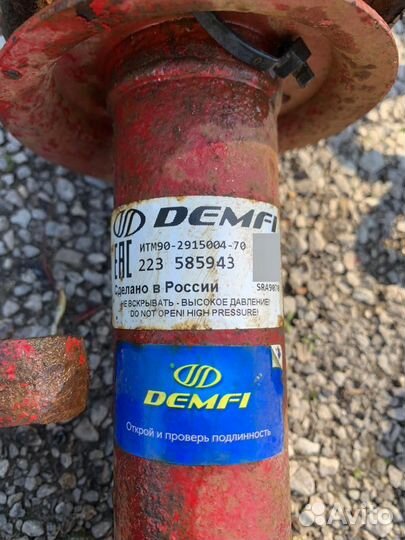 DEMFI
ИТМ90-2915004-70
EAC
223 585943
SRA9070
Сделано в России
НЕ ВСКРЫВАТЬ - ВЫСОКОЕ ДАВЛЕНИЕ!
DO NOT OPEN! HIGH PRESSURE!
DEMFI
Открой и проверь подлинность
Avito